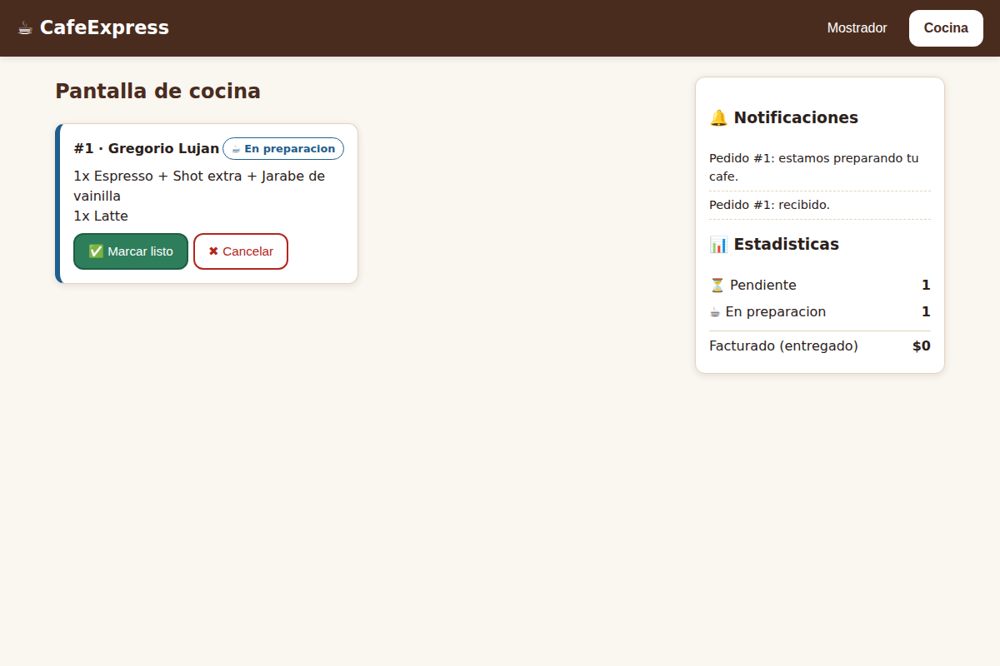 ☕ CafeExpress
Mostrador
Cocina
Pantalla de cocina
#1 · Gregorio Lujan
☕ En preparacion
1x Espresso + Shot extra + Jarabe de
vainilla
1x Latte
✅ Marcar listo
✖ Cancelar
🔔 Notificaciones
Pedido #1: estamos preparando tu
cafe.
Pedido #1: recibido.
📊 Estadisticas
⏳ Pendiente 1
☕ En preparacion 1
Facturado (entregado) $0